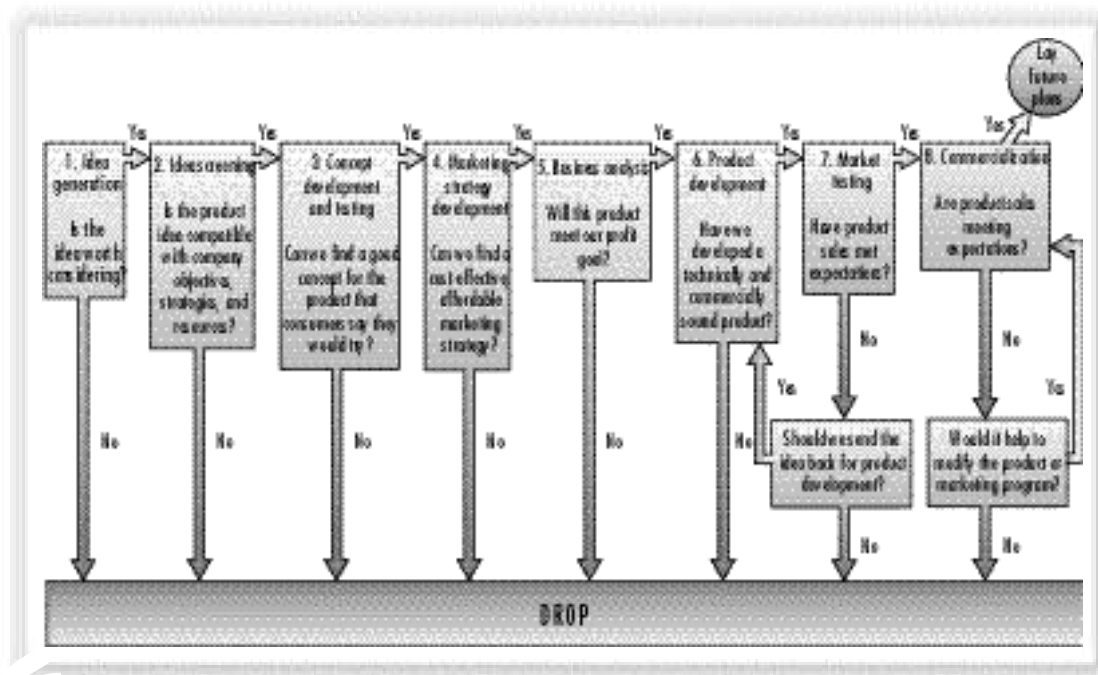 Lay
future
plans
Yes
Yes
Yes
Yes
Yes
Yes
Yes
Yes
1. Idea
generation
Is the
idea worth
considering?
2. Idea screening
Is the product
idea compatible
with company
objectives,
strategies, and
resources?
3. Concept
development
and testing
Can we find a good
concept for the
product that
consumers say they
would try?
4. Marketing
strategy
development
Can we find a
cost effective,
affordable
marketing
strategy?
5. Business analysis
Will this product
meet our profit
goal?
6. Product
development
Have we
developed a
technically and
commercially
sound product?
7. Market
testing
Have product
sales met
expectations?
8. Commercialization
Are product sales
meeting
expectations?
No
No
Yes
Yes
No
No
No
No
No
No
Should we send the
idea back for product
development?
Would it help to
modify the product or
marketing program?
No
No
DROP